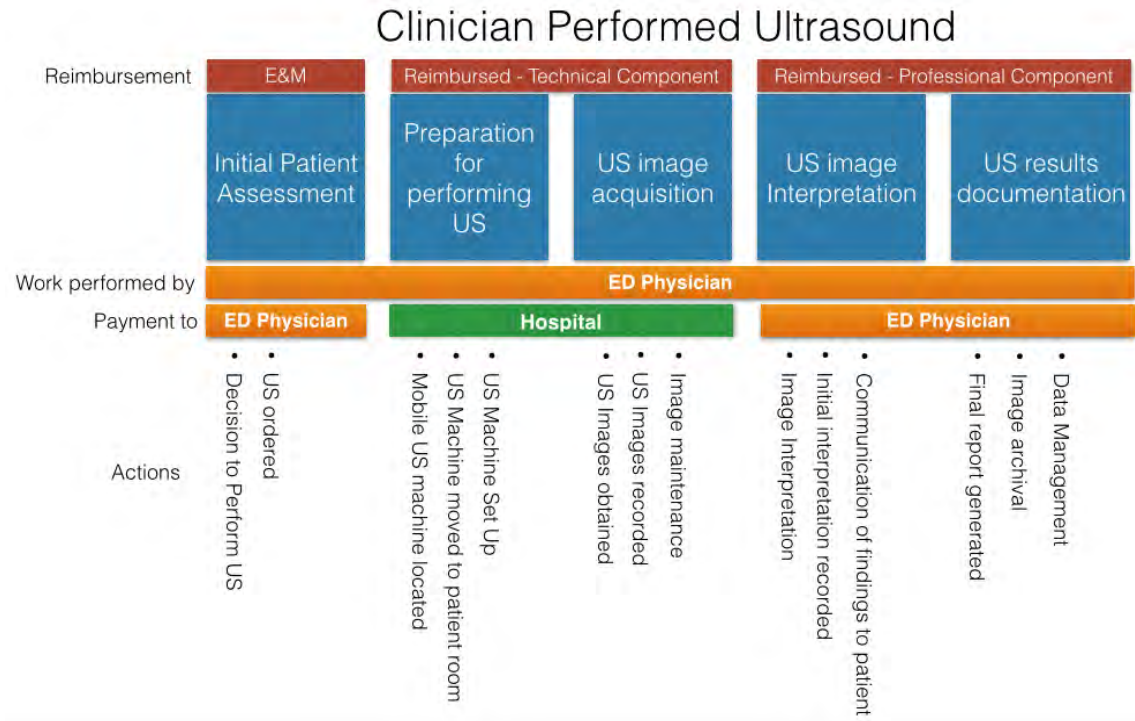 Clinician Performed Ultrasound
Reimbursement
E&M
Reimbursed - Technical Component
Reimbursed - Professional Component
Initial Patient
Assessment
Preparation
for
performing
US
US image
acquisition
US image
Interpretation
US results
documentation
Work performed by
ED Physician
Payment to
ED Physician
Hospital
ED Physician
Actions
• Decision to Perform US
• US ordered
• Mobile US machine located
• US Machine moved to patient room
• US Machine Set Up
• US Images obtained
• US Images recorded
• Image maintenance
• Image Interpretation
• Initial interpretation recorded
• Communication of findings to patient
• Final report generated
• Image archival
• Data Management